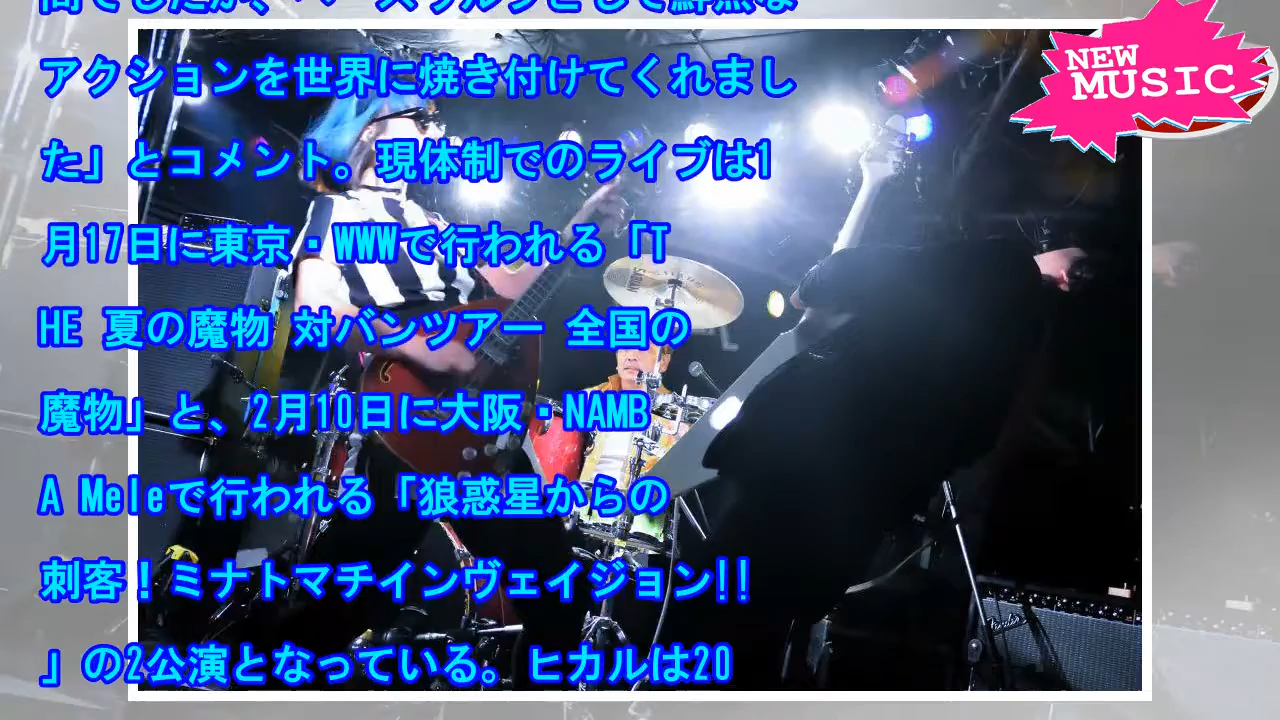 アクションを世界に焼き付けてくれまし
た」とコメント。現体制でのライブは1
月17日に東京・WWWで行われる「T
HE 夏の魔物 対バンツアー 全国の
魔物」と、2月10日に大阪・NAMB
A Meleで行われる「狼惑星からの
刺客！ミナトマチインヴェイジョン!!
」の2公演となっている。ヒカルは20
NEW
MUSIC
Fender